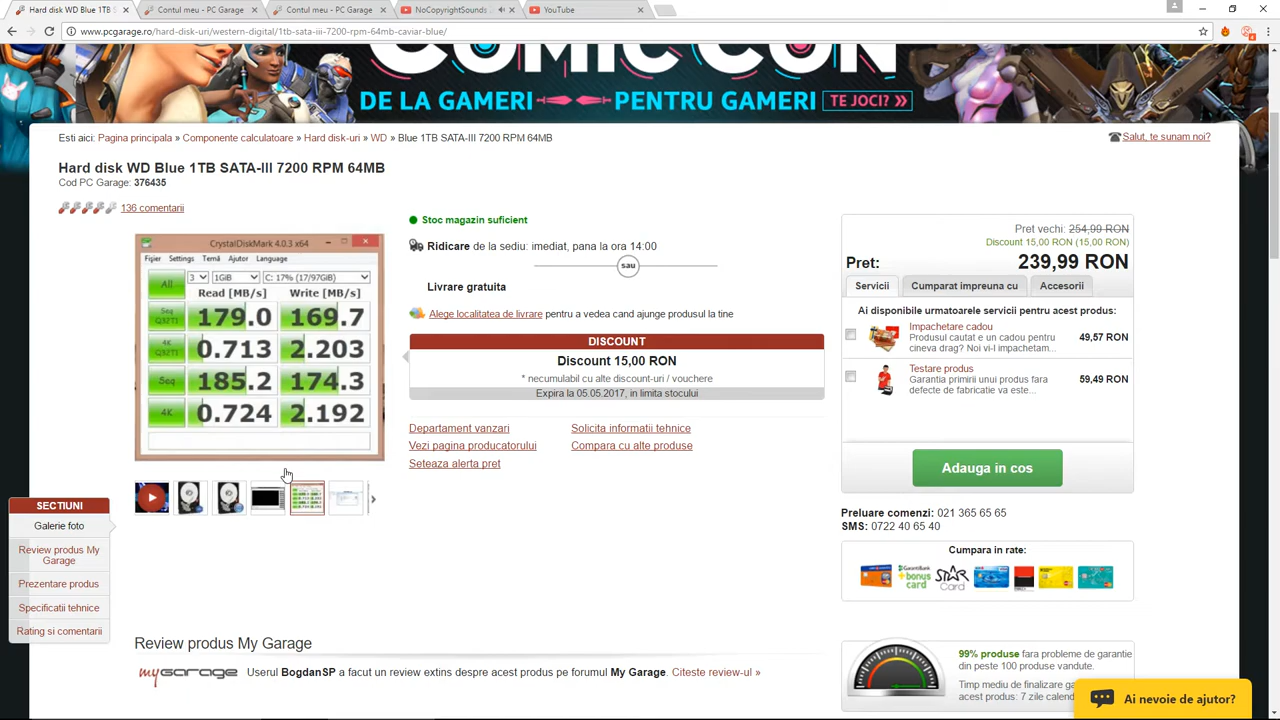 Hard disk WD Blue 1TB S
Contul meu - PC Garage
Contul meu - PC Garage
NoCopyrightSounds
YouTube
www.pcgarage.ro/hard-disk-uri/western-digital/1tb-sata-iii-7200-rpm-64mb-caviar-blue/
COMIC CON
DE LA GAMERI PENTRU GAMERI TE JOCI? »
Esti aici: Pagina principala » Componente calculatoare » Hard disk-uri » WD » Blue 1TB SATA-III 7200 RPM 64MB
Salut, te sunam noi?
Hard disk WD Blue 1TB SATA-III 7200 RPM 64MB
Cod PC Garage: 376435
136 comentarii
CrystalDiskMark 4.0.3 x64
Fișier Settings Temă Ajutor Language
All 3 1GiB C: 17% (17/97GiB)
Read [MB/s] Write [MB/s]
Seq Q32T1 179.0 169.7
4K Q32T1 0.713 2.203
Seq 185.2 174.3
4K 0.724 2.192
Stoc magazin suficient
Ridicare de la sediu: imediat, pana la ora 14:00
sau
Livrare gratuita
Alege localitatea de livrare pentru a vedea cand ajunge produsul la tine
DISCOUNT
Discount 15,00 RON
* necumulabil cu alte discount-uri / vouchere
Expira la 05.05.2017, in limita stocului
Departament vanzari Solicita informatii tehnice
Vezi pagina producatorului Compara cu alte produse
Seteaza alerta pret
Pret vechi: 254,99 RON
Discount 15,00 RON (15,00 RON)
Pret: 239,99 RON
Servicii Cumparat impreuna cu Accesorii
Ai disponibile urmatoarele servicii pentru acest produs:
Impachetare cadou
Produsul cautat e un cadou pentru
cineva drag? Noi vi-l impachetam...
49,57 RON
Testare produs
Garantia primirii unui produs fara
defecte de fabricatie va este...
59,49 RON
Adauga in cos
Preluare comenzi: 021 365 65 65
SMS: 0722 40 65 40
Cumpara in rate:
GarantiBank
+bonus
card
STAR
Card
SECTIUNI
Galerie foto
Review produs My
Garage
Prezentare produs
Specificatii tehnice
Rating si comentarii
Review produs My Garage
myGARAGE Userul BogdanSP a facut un review extins despre acest produs pe forumul My Garage. Citeste review-ul »
99% produse fara probleme de garantie
din peste 100 produse vandute.
Timp mediu de finalizare ga
acest produs: 7 zile calend
Ai nevoie de ajutor?